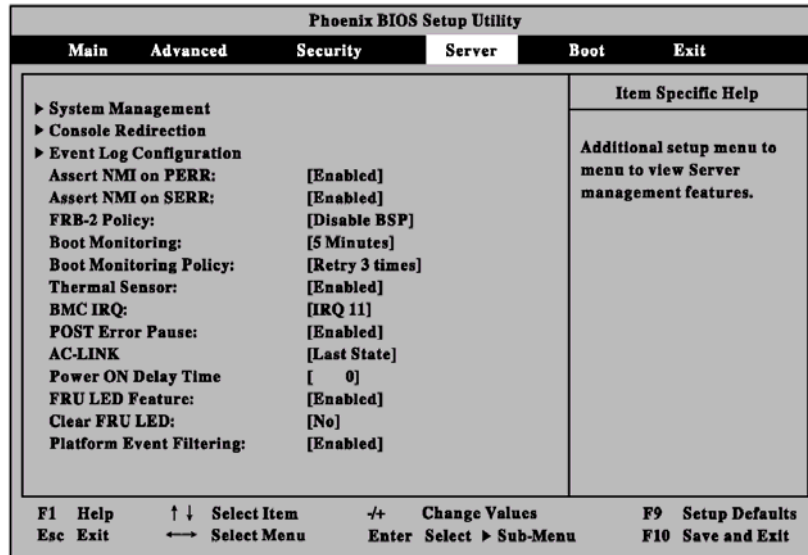 Phoenix BIOS Setup Utility
Main Advanced Security Server Boot Exit
▶ System Management
▶ Console Redirection
▶ Event Log Configuration
Assert NMI on PERR: [Enabled]
Assert NMI on SERR: [Enabled]
FRB-2 Policy: [Disable BSP]
Boot Monitoring: [5 Minutes]
Boot Monitoring Policy: [Retry 3 times]
Thermal Sensor: [Enabled]
BMC IRQ: [IRQ 11]
POST Error Pause: [Enabled]
AC-LINK [Last State]
Power ON Delay Time [ 0]
FRU LED Feature: [Enabled]
Clear FRU LED: [No]
Platform Event Filtering: [Enabled]
Item Specific Help
Additional setup menu to
menu to view Server
management features.
F1 Help ↑ ↓ Select Item -/+ Change Values F9 Setup Defaults
Esc Exit ←→ Select Menu Enter Select ▶ Sub-Menu F10 Save and Exit